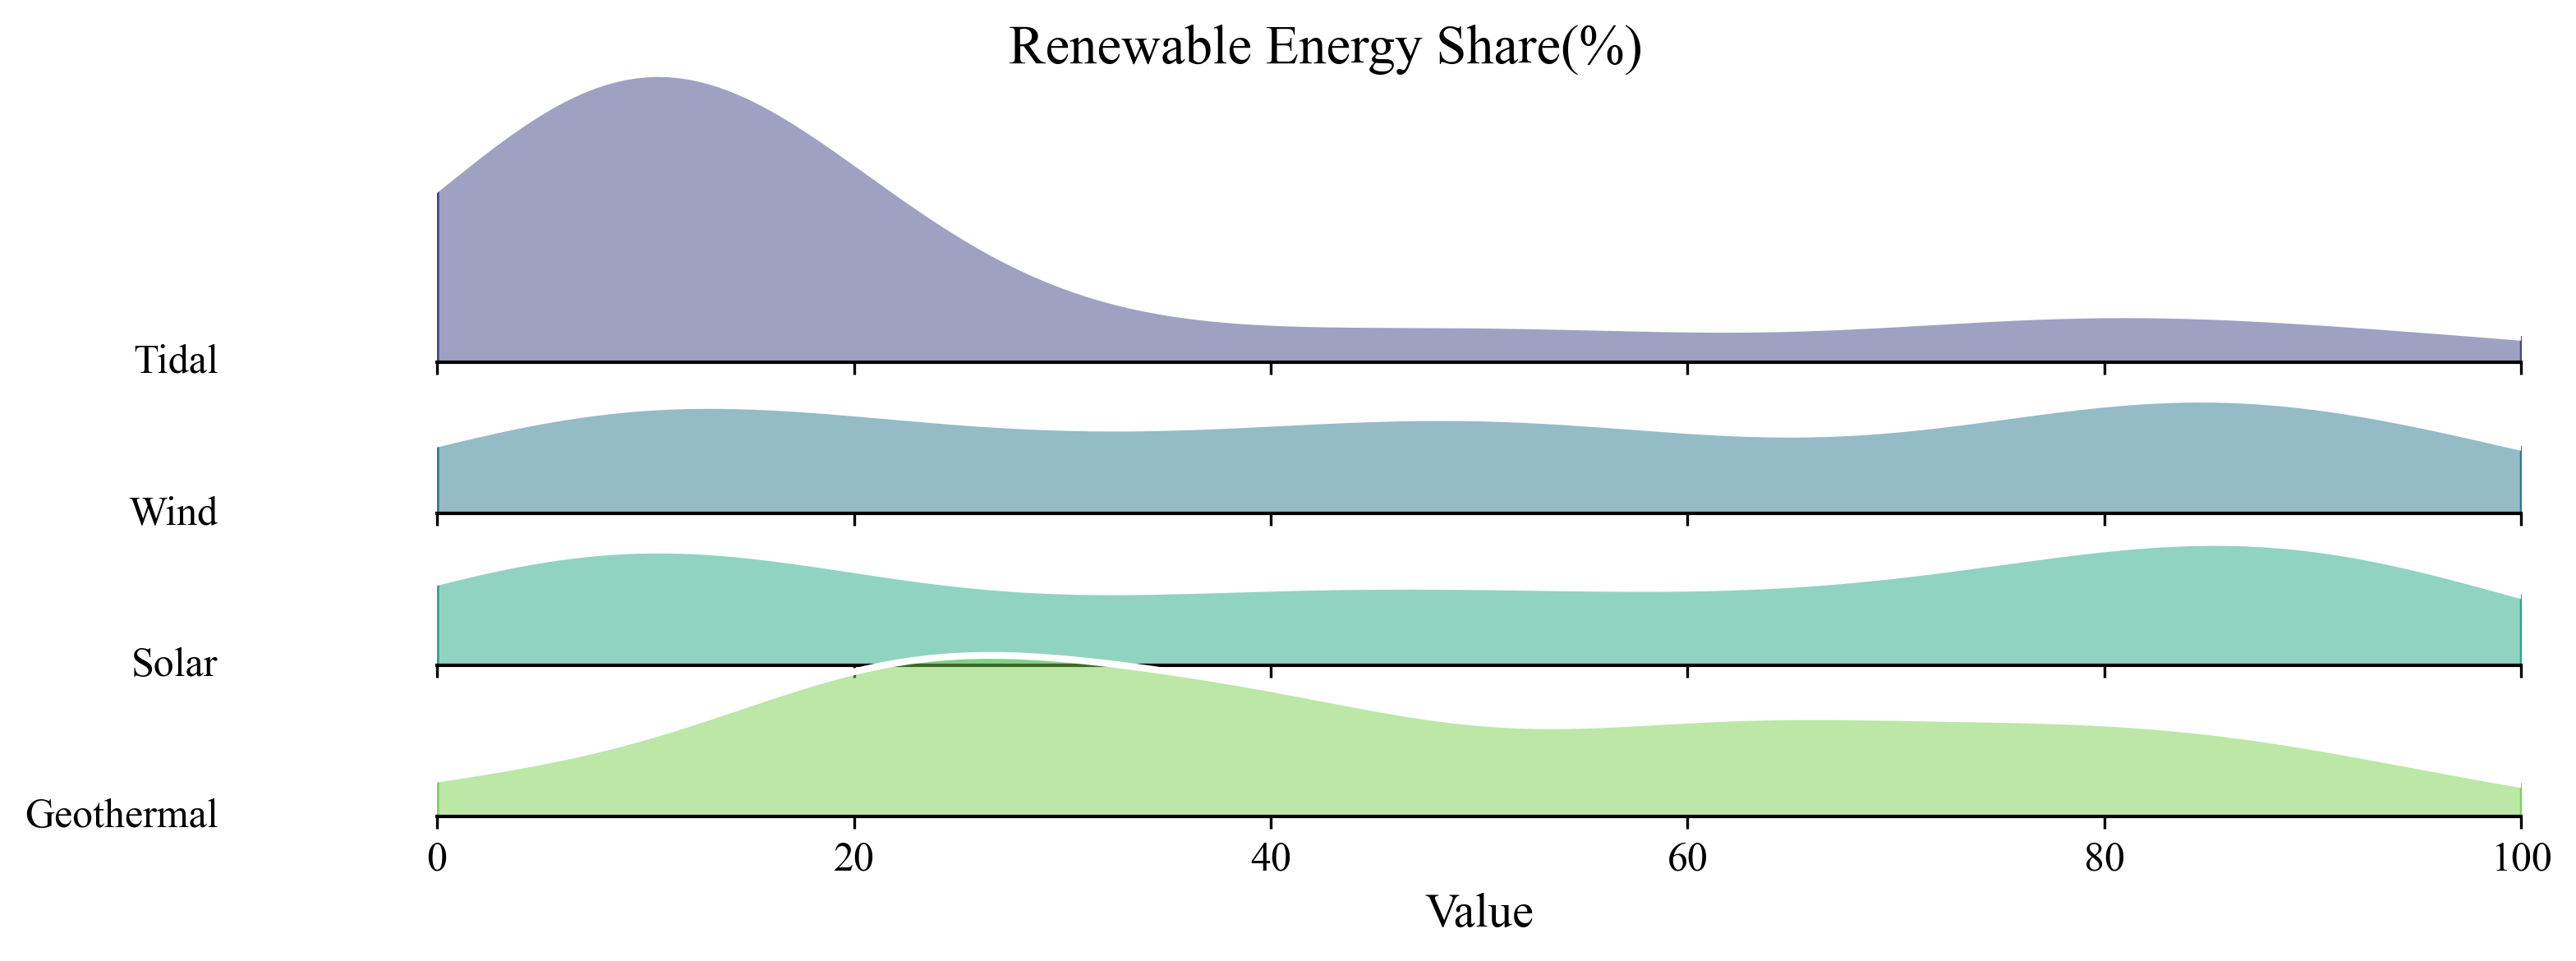 Renewable Energy Share(%)
Tidal
Wind
Solar
Geothermal
0 20 40 60 80 100
Value